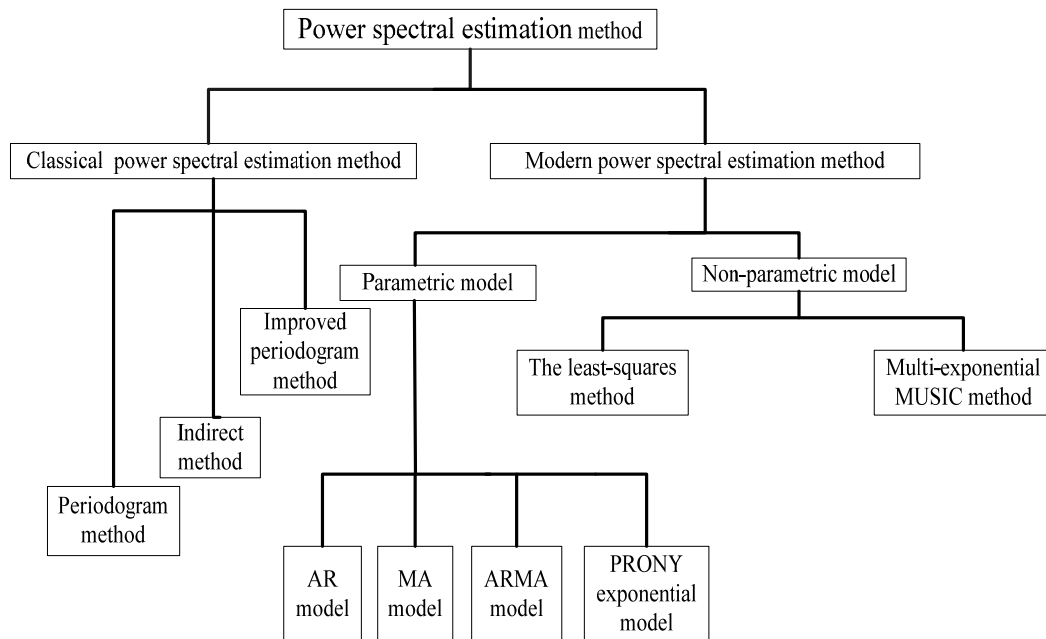 Power spectral estimation method
Classical power spectral estimation method
Modern power spectral estimation method
Parametric model
Non-parametric model
Improved
periodogram
method
Indirect
method
Periodogram
method
The least-squares
method
Multi-exponential
MUSIC method
AR
model
MA
model
ARMA
model
PRONY
exponential
model